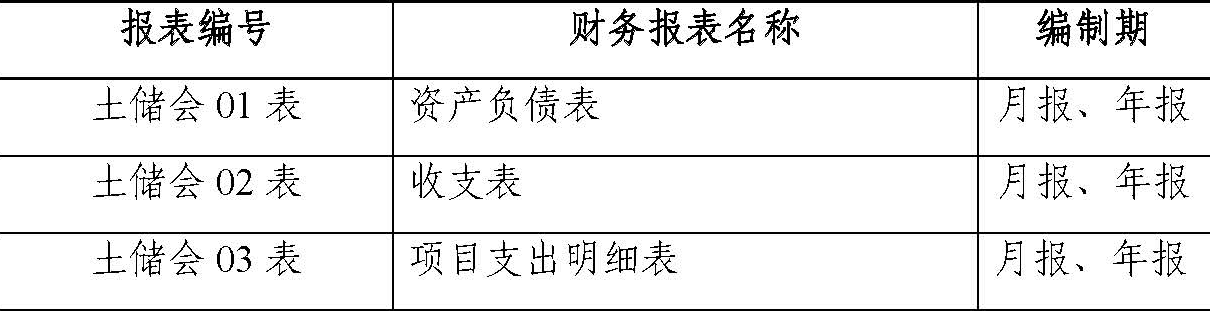 报表编号 财务报表名称 编制期
土储会 01 表 资产负债表 月报、年报
土储会 02 表 收支表 月报、年报
土储会 03 表 项目支出明细表 月报、年报